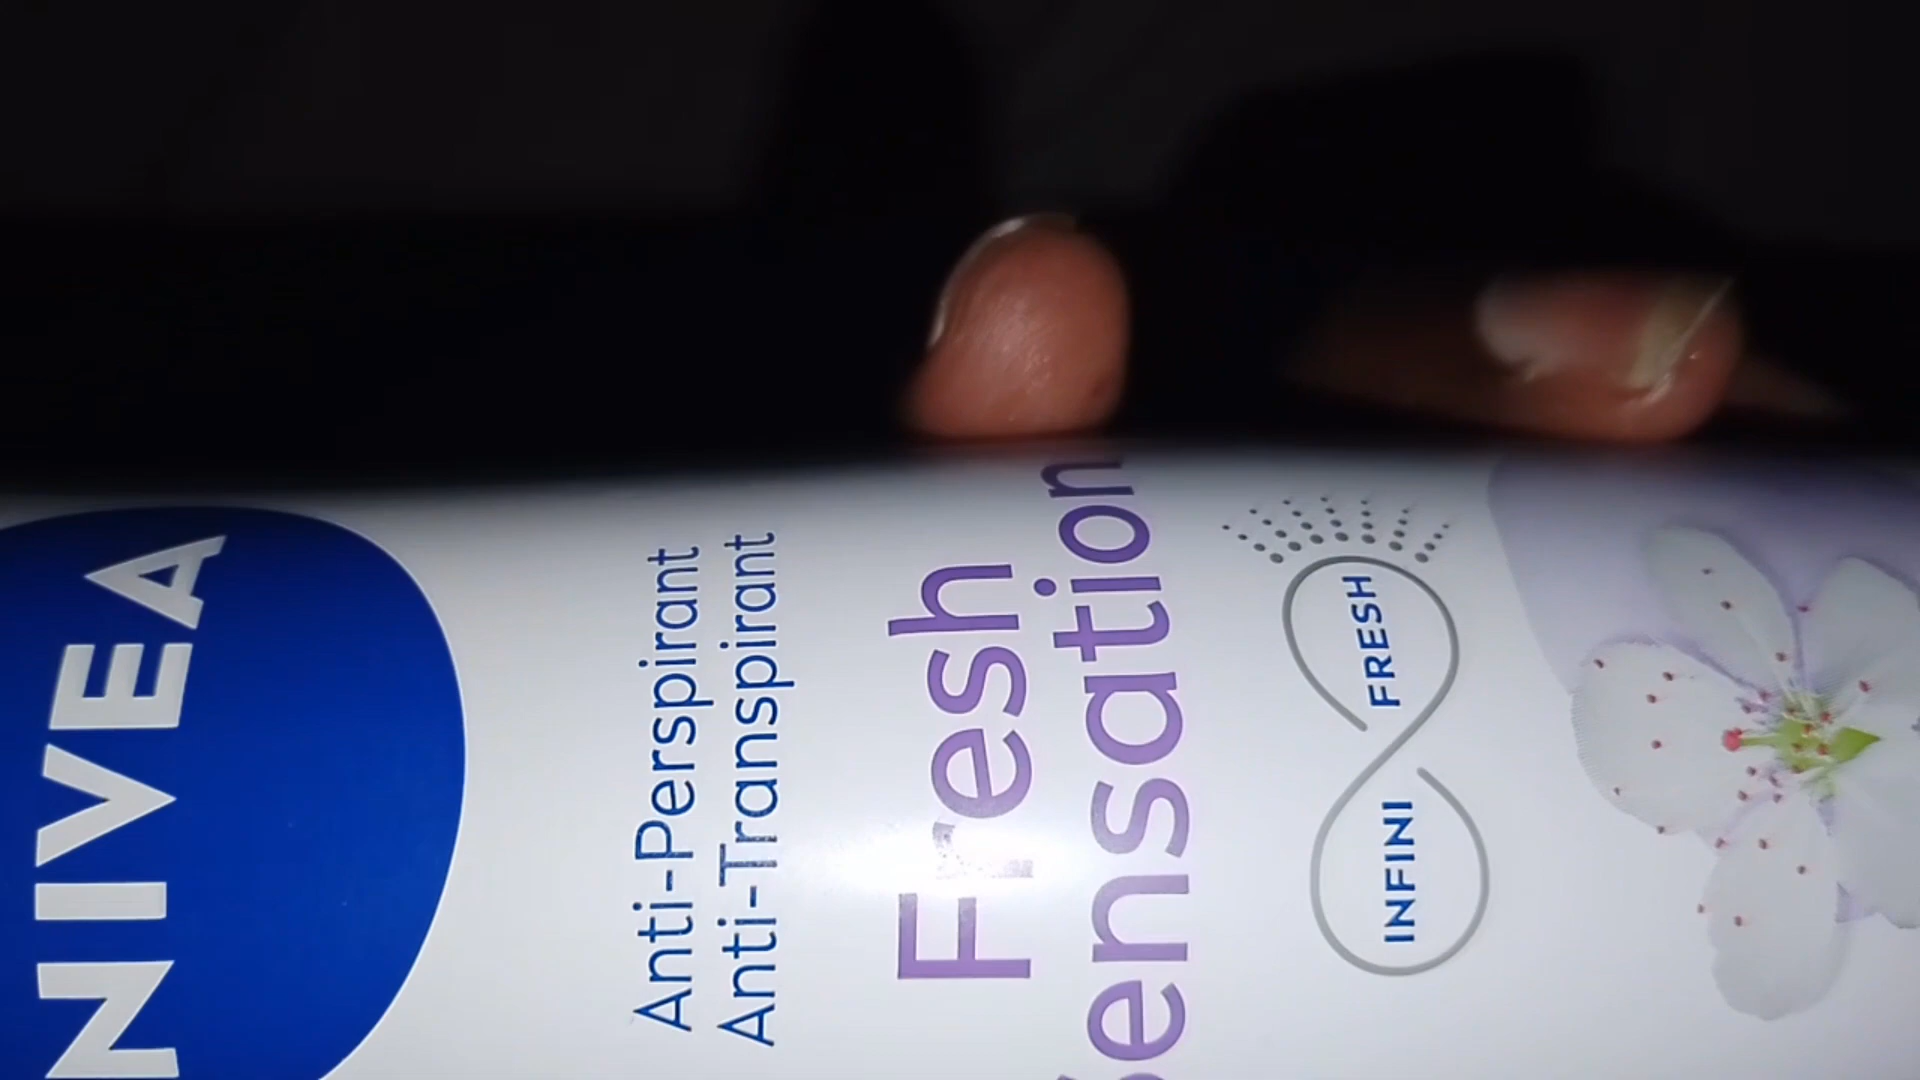 NIVEA
Anti-Perspirant
Anti-Transpirant
Fresh
Sensation
INFINI FRESH